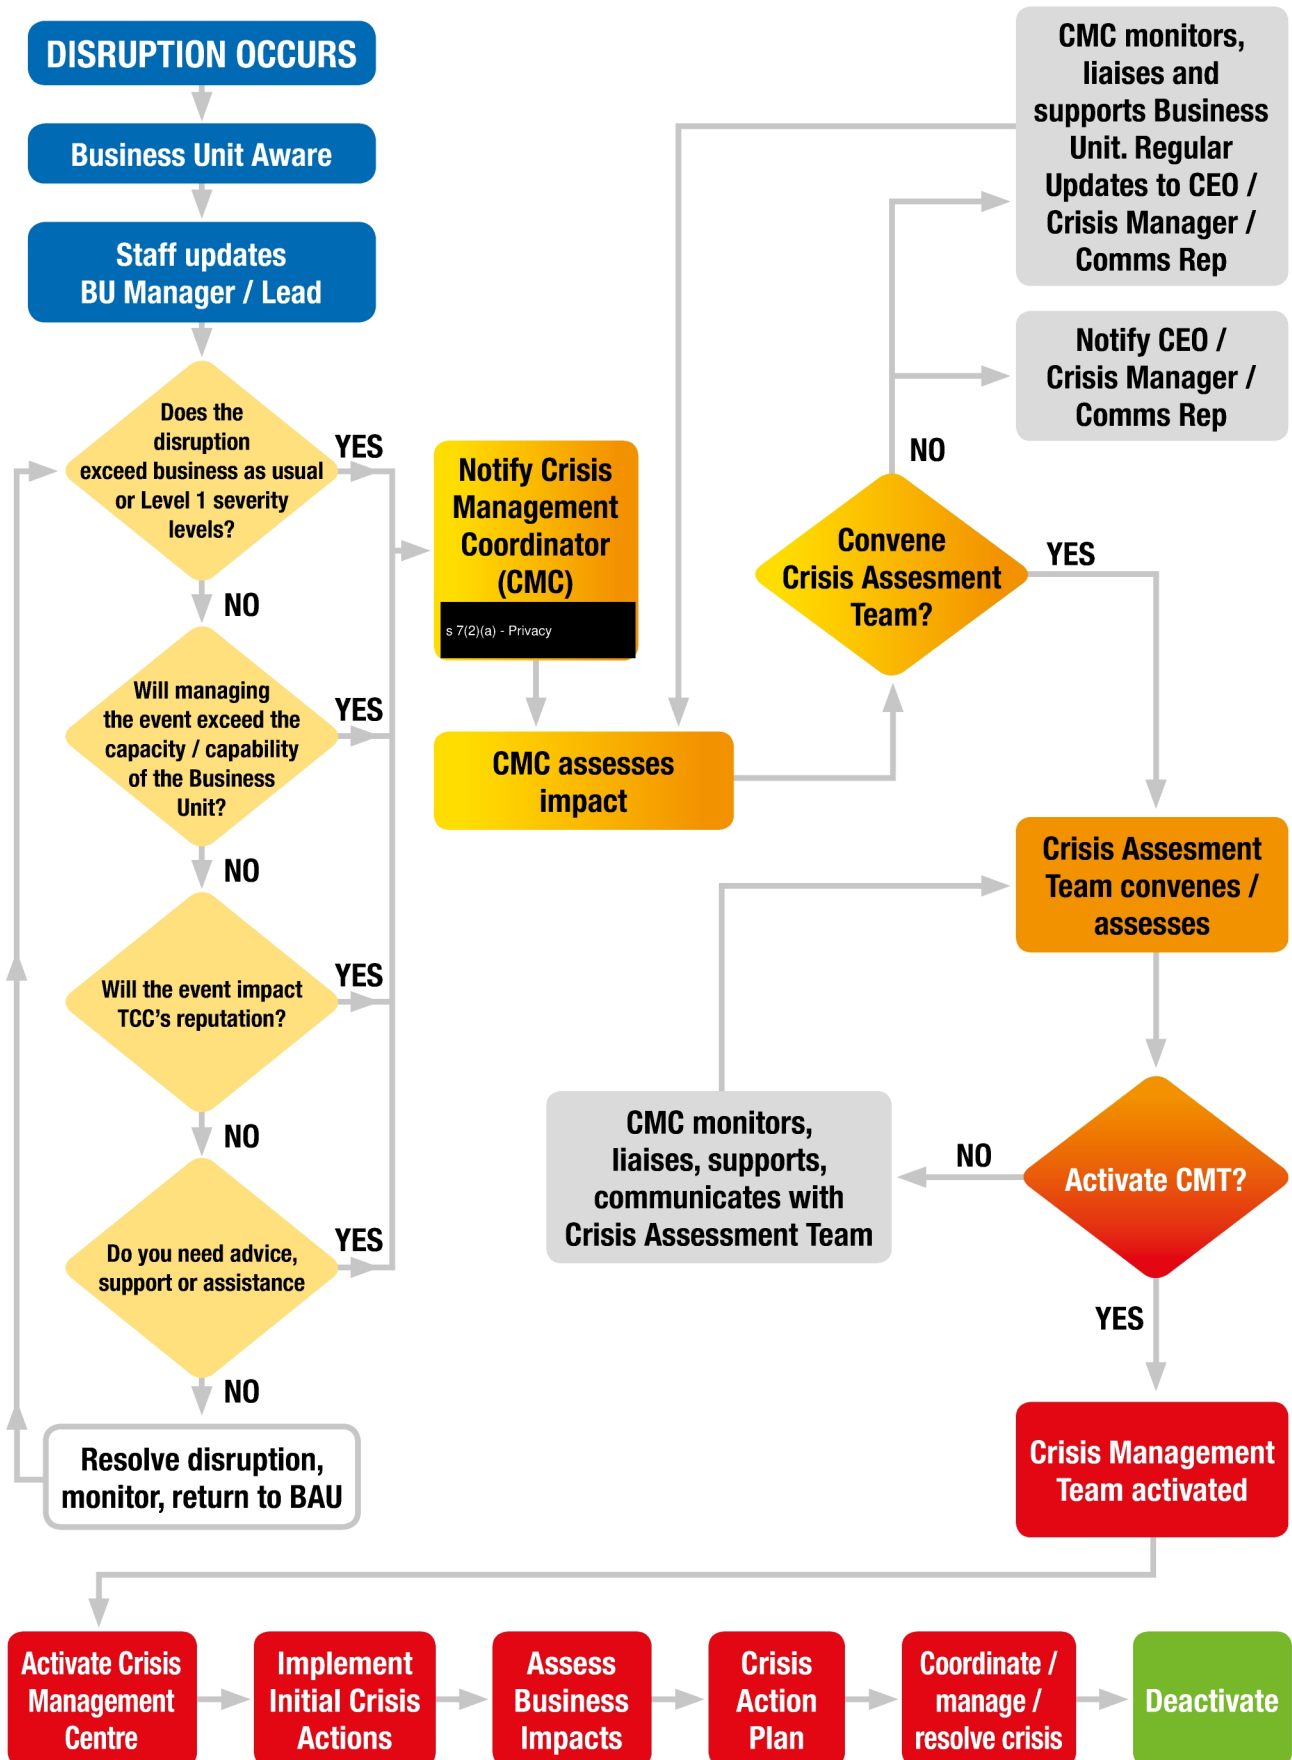 DISRUPTION OCCURS
Business Unit Aware
Staff updates
BU Manager / Lead
Does the
disruption
exceed business as usual
or Level 1 severity
levels?
YES
NO
Will managing
the event exceed the
capacity / capability
of the Business
Unit?
YES
NO
Will the event impact
TCC's reputation?
YES
NO
Do you need advice,
support or assistance
YES
NO
Resolve disruption,
monitor, return to BAU
Notify Crisis
Management
Coordinator
(CMC)
s 7(2)(a) - Privacy
CMC assesses
impact
Convene
Crisis Assesment
Team?
NO
YES
CMC monitors,
liaises and
supports Business
Unit. Regular
Updates to CEO /
Crisis Manager /
Comms Rep
Notify CEO /
Crisis Manager /
Comms Rep
Crisis Assesment
Team convenes /
assesses
Activate CMT?
NO
CMC monitors,
liaises, supports,
communicates with
Crisis Assessment Team
YES
Crisis Management
Team activated
Activate Crisis
Management
Centre
Implement
Initial Crisis
Actions
Assess
Business
Impacts
Crisis
Action
Plan
Coordinate /
manage /
resolve crisis
Deactivate